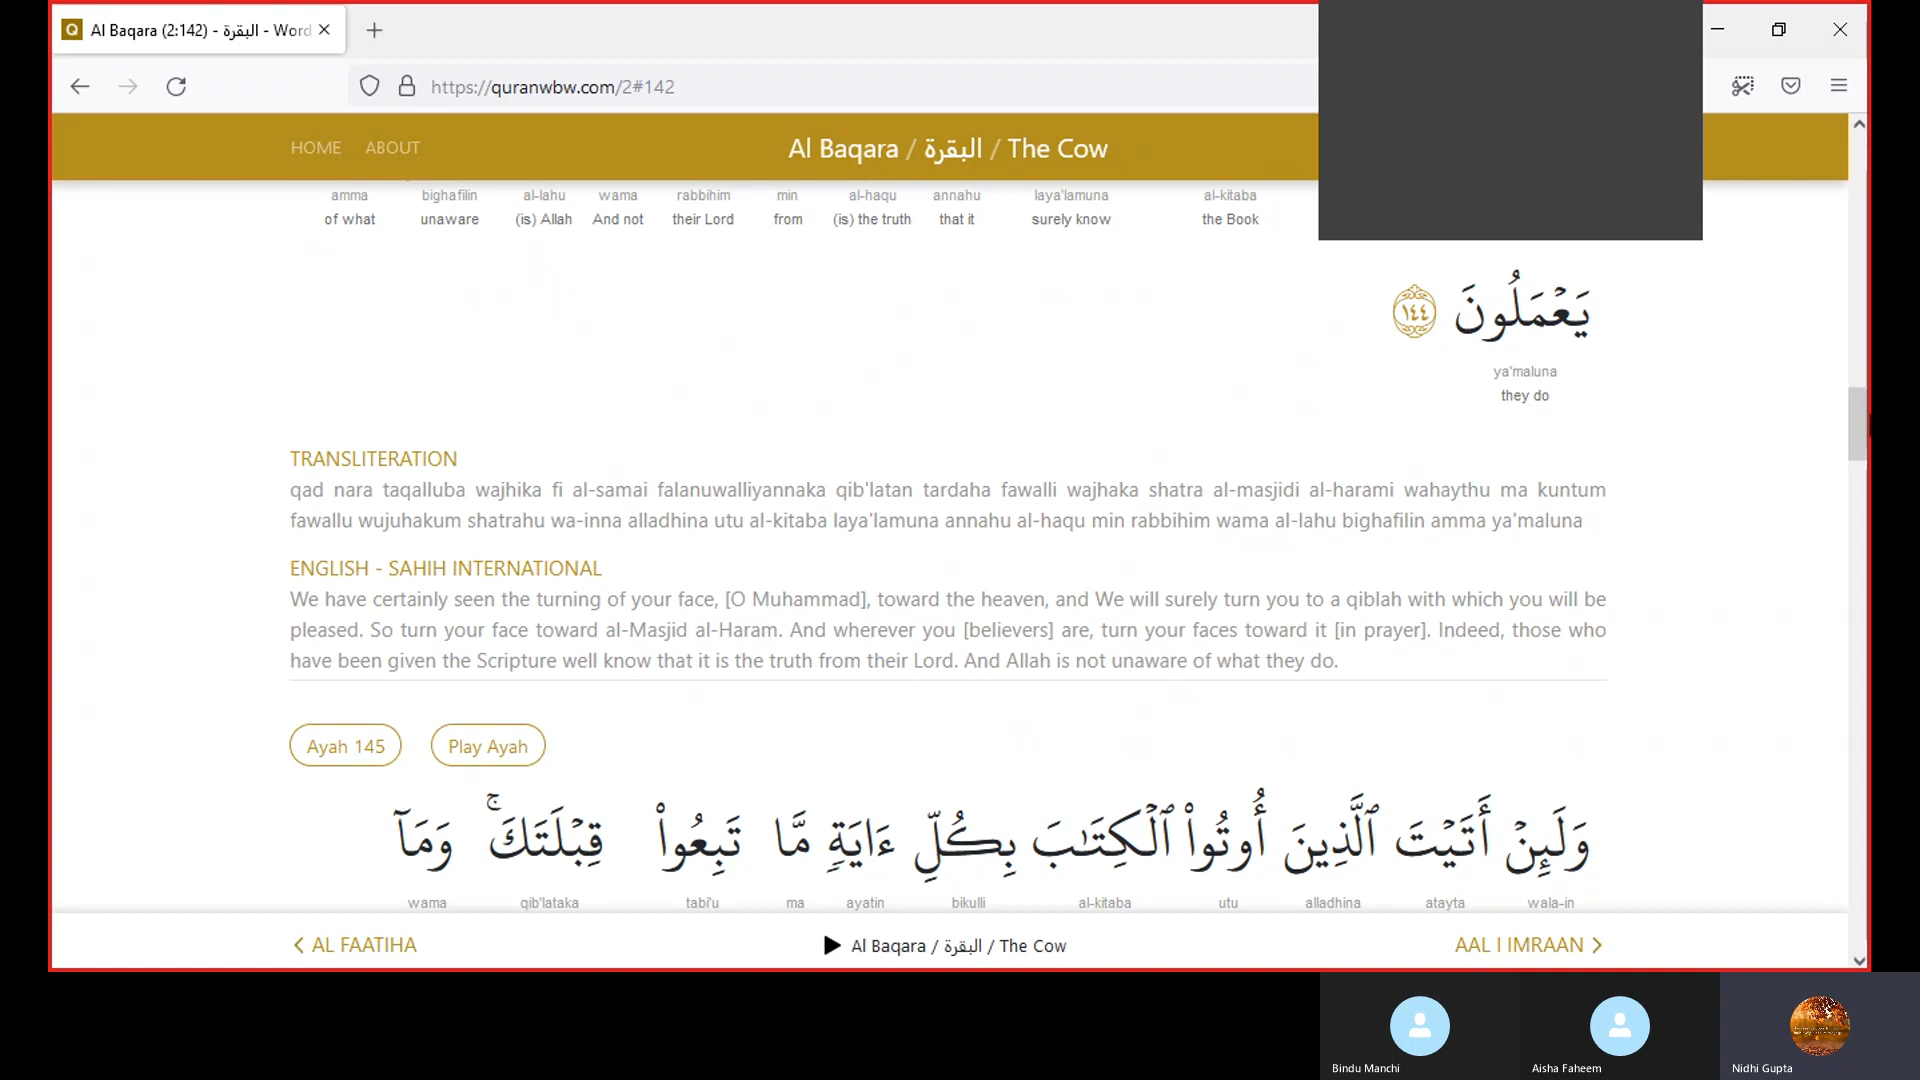 Al Baqara (2:142) - البقرة - Word
https://quranwbw.com/2#142
HOME ABOUT Al Baqara / البقرة / The Cow
amma bighafilin al-lahu wama rabbihim min al-haqu annahu laya'lamuna al-kitaba
of what unaware (is) Allah And not their Lord from (is) the truth that it surely know the Book
يَعْمَلُونَ ١٤٤
ya'maluna
they do
TRANSLITERATION
qad nara taqalluba wajhika fi al-samai falanuwalliyannaka qib'latan tardaha fawalli wajhaka shatra al-masjidi al-harami wahaythu ma kuntum
fawallu wujuhakum shatrahu wa-inna alladhina utu al-kitaba laya'lamuna annahu al-haqu min rabbihim wama al-lahu bighafilin amma ya'maluna
ENGLISH - SAHIH INTERNATIONAL
We have certainly seen the turning of your face, [O Muhammad], toward the heaven, and We will surely turn you to a qiblah with which you will be
pleased. So turn your face toward al-Masjid al-Haram. And wherever you [believers] are, turn your faces toward it [in prayer]. Indeed, those who
have been given the Scripture well know that it is the truth from their Lord. And Allah is not unaware of what they do.
Ayah 145 Play Ayah
وَلَئِنْ أَتَيْتَ ٱلَّذِينَ أُوتُوا۟ ٱلْكِتَـٰبَ بِكُلِّ ءَايَةٍ مَّا تَبِعُوا۟ قِبْلَتَكَ ۚ وَمَآ
wama qib'lataka tabi'u ma ayatin bikulli al-kitaba utu alladhina atayta wala-in
AL FAATIHA Al Baqara / البقرة / The Cow AAL I IMRAAN
Bindu Manchi Aisha Faheem Nidhi Gupta